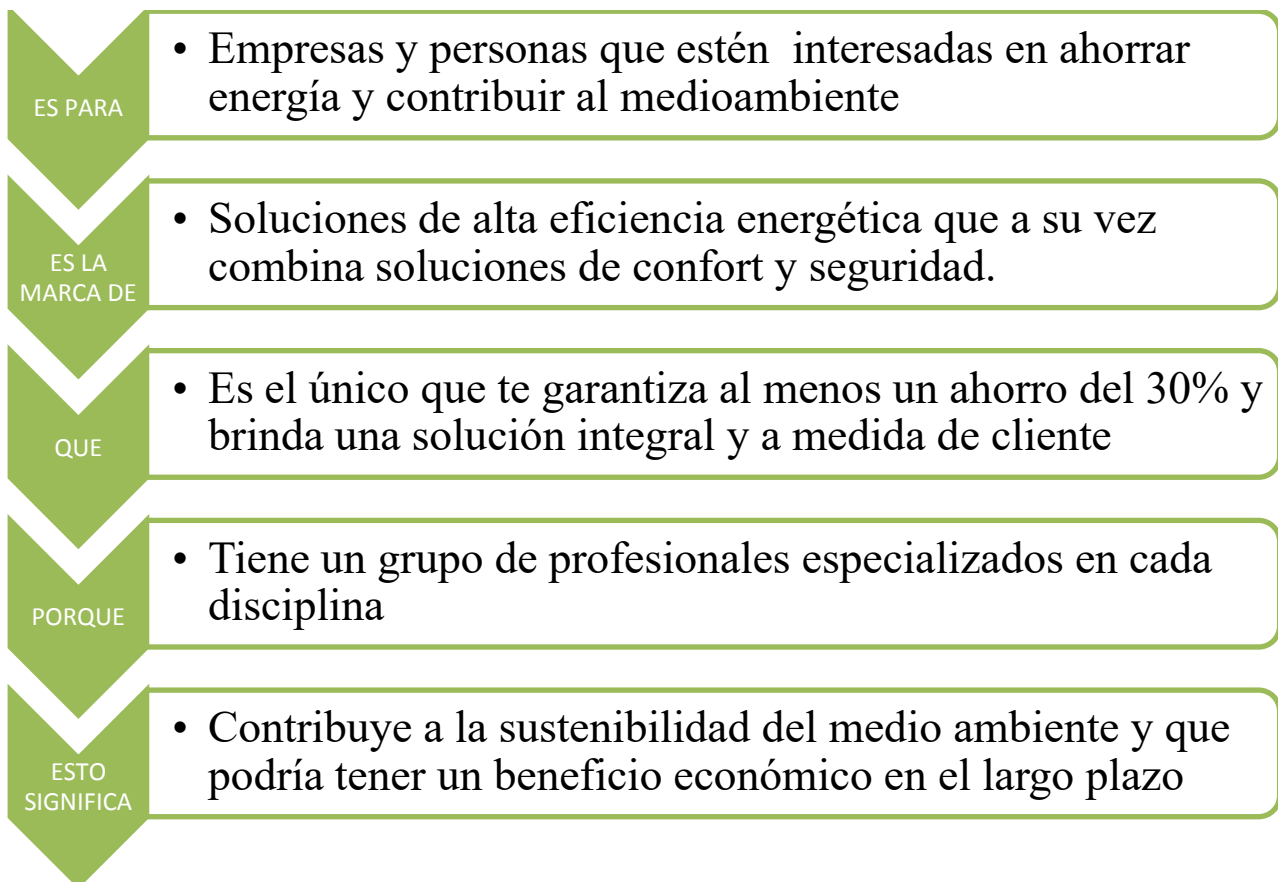 ES PARA
• Empresas y personas que estén  interesadas en ahorrar
energía y contribuir al medioambiente
ES LA
MARCA DE
• Soluciones de alta eficiencia energética que a su vez
combina soluciones de confort y seguridad.
QUE
• Es el único que te garantiza al menos un ahorro del 30% y
brinda una solución integral y a medida de cliente
PORQUE
• Tiene un grupo de profesionales especializados en cada
disciplina
ESTO
SIGNIFICA
• Contribuye a la sustenibilidad del medio ambiente y que
podría tener un beneficio económico en el largo plazo